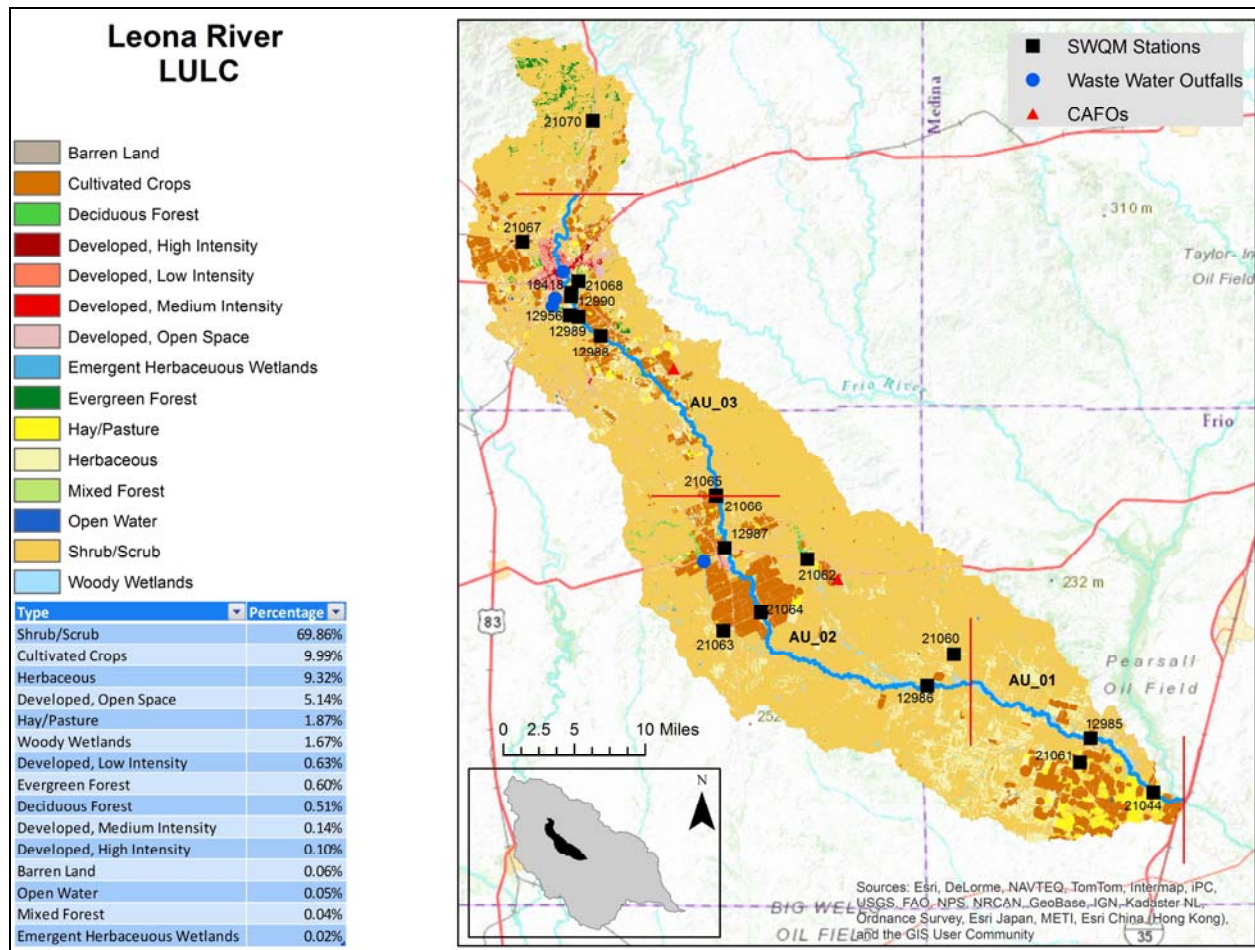 Leona River
LULC
Barren Land
Cultivated Crops
Deciduous Forest
Developed, High Intensity
Developed, Low Intensity
Developed, Medium Intensity
Developed, Open Space
Emergent Herbaceuous Wetlands
Evergreen Forest
Hay/Pasture
Herbaceous
Mixed Forest
Open Water
Shrub/Scrub
Woody Wetlands
Type Percentage
Shrub/Scrub 69.86%
Cultivated Crops 9.99%
Herbaceous 9.32%
Developed, Open Space 5.14%
Hay/Pasture 1.87%
Woody Wetlands 1.67%
Developed, Low Intensity 0.63%
Evergreen Forest 0.60%
Deciduous Forest 0.51%
Developed, Medium Intensity 0.14%
Developed, High Intensity 0.10%
Barren Land 0.06%
Open Water 0.05%
Mixed Forest 0.04%
Emergent Herbaceuous Wetlands 0.02%
SWQM Stations
Waste Water Outfalls
CAFOs
Medina
21070
310 m
21067
Taylor- In
Oil Field
18418
21068
12990
12956
12989
12988
Frio River
AU_03
Frio
21065
21066
12987
21062
232 m
21064
83
21063
AU_02
21060
Pearsall
Oil Field
AU_01
12986
252
12985
0 2.5 5 10 Miles
21061
N
21044
Sources: Esri, DeLorme, NAVTEQ, TomTom, Intermap, iPC,
USGS, FAO, NPS, NRCAN, GeoBase, IGN, Kadaster NL,
Ordnance Survey, Esri Japan, METI, Esri China (Hong Kong),
and the GIS User Community
BIG WELLS
OIL FIELD
35